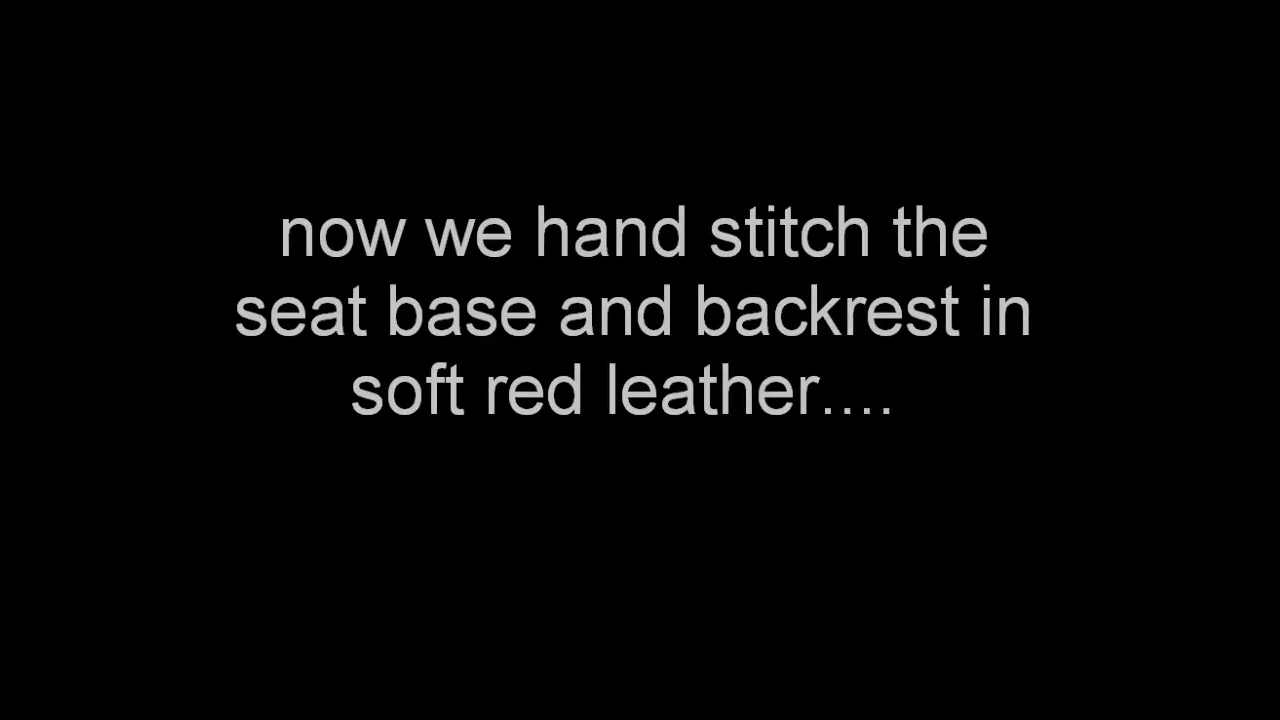 now we hand stitch the
seat base and backrest in
soft red leather....